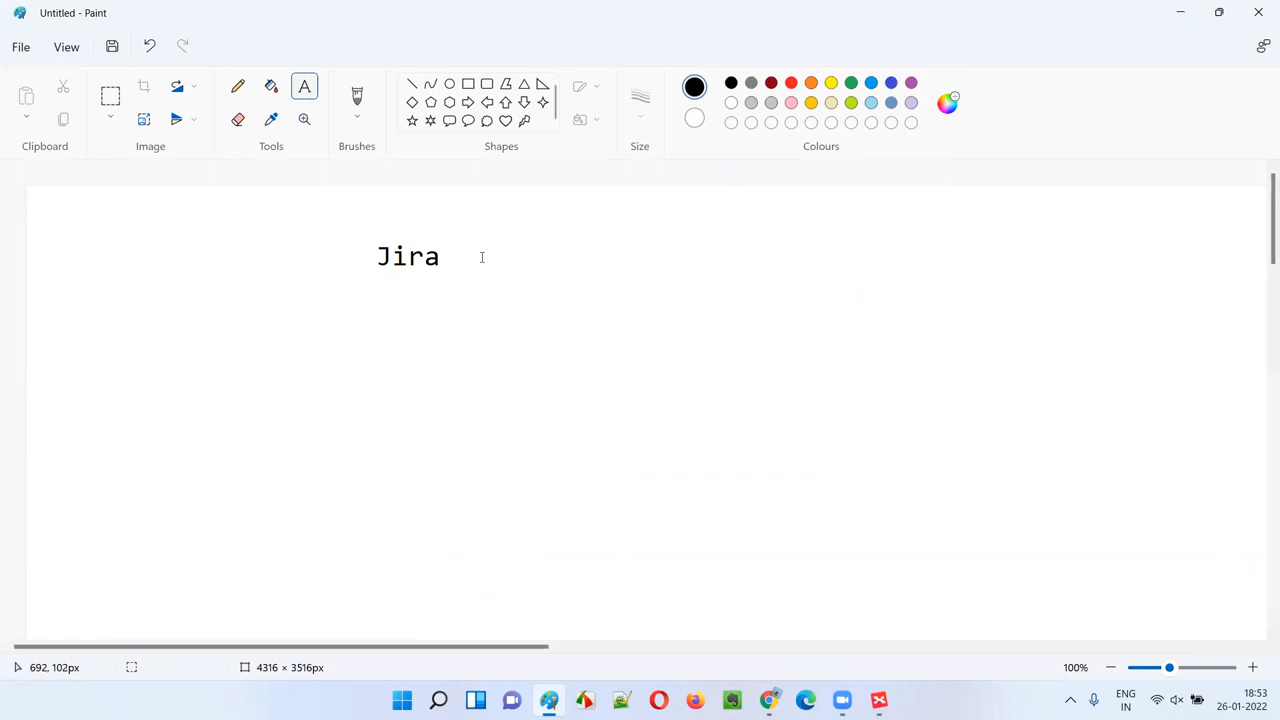 Untitled - Paint
File
View
Clipboard
Image
Tools
Brushes
Shapes
Size
Colours
A
Jira
692, 102px
4316 × 3516px
100%
ENG
IN
18:53
26-01-2022